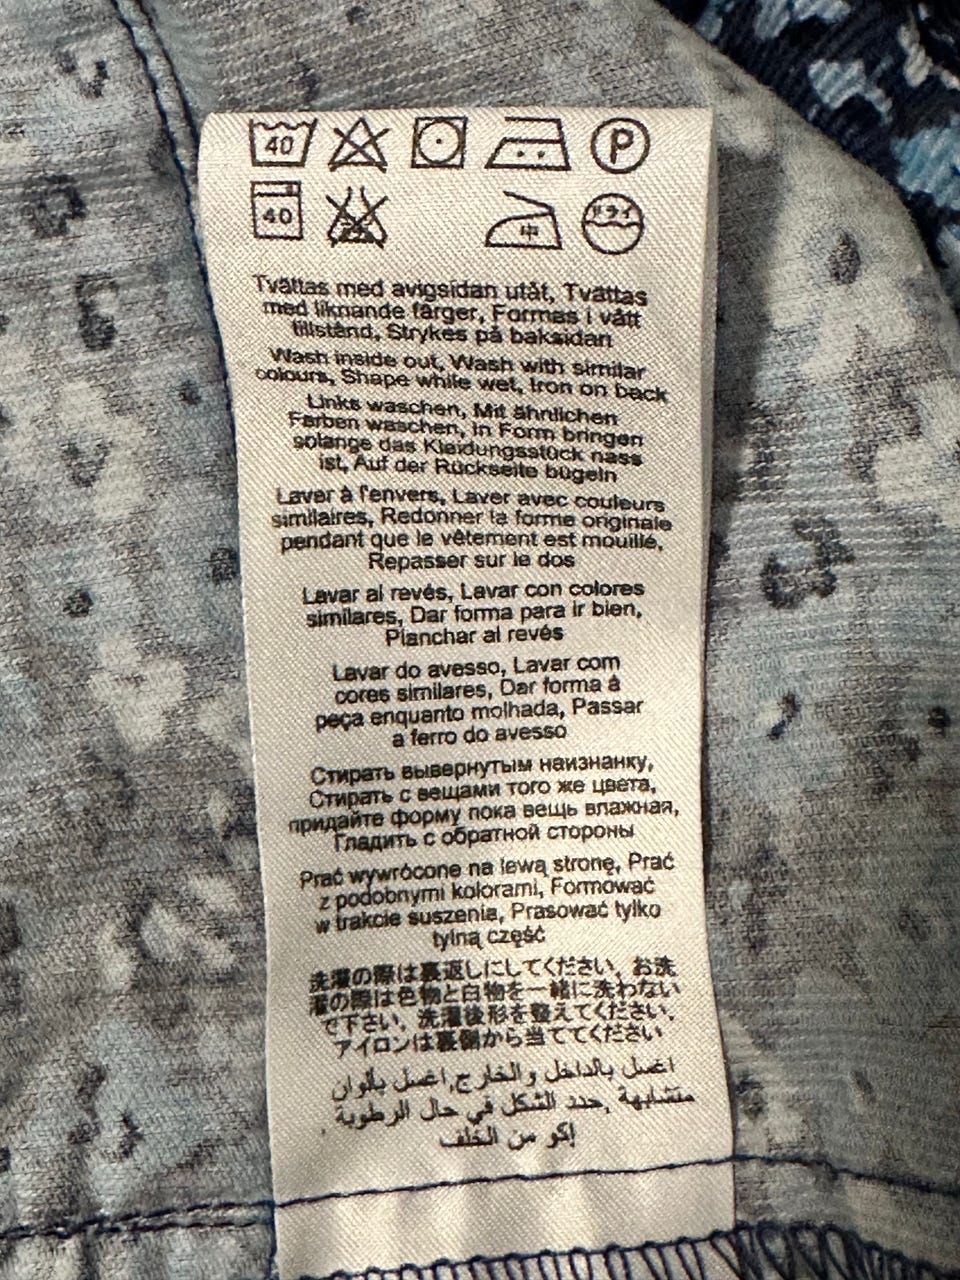 40 P
40 中 ドライ
Tvättas med avigsidan utåt, Tvättas
med liknande färger, Formas i vått
tillstånd, Strykes på baksidan
Wash inside out, Wash with similar
colours, Shape while wet, Iron on back
Links waschen, Mit ähnlichen
Farben waschen, In Form bringen
solange das Kleidungsstück nass
ist, Auf der Rückseite bügeln
Laver à l'envers, Laver avec couleurs
similaires, Redonner la forme originale
pendant que le vêtement est mouillé,
Repasser sur le dos
Lavar al revés, Lavar con colores
similares, Dar forma para ir bien,
Planchar al revés
Lavar do avesso, Lavar com
cores similares, Dar forma à
peça enquanto molhada, Passar
a ferro do avesso
Стирать вывернутым наизнанку,
Стирать с вещами того же цвета,
придайте форму пока вещь влажная,
Гладить с обратной стороны
Prać wywrócone na lewą stronę, Prać
z podobnymi kolorami, Formować
w trakcie suszenia, Prasować tylko
tylną część
洗濯の際は裏返しにしてください、お洗
濯の際は色物と白物を一緒に洗わない
で下さい、洗濯後形を整えてください、
アイロンは裏側から当ててください
اغسل بالداخل والخارج,اغسل بألوان
متشابهة ,حدد الشكل في حال الرطوبة ,
إكو من الخلف